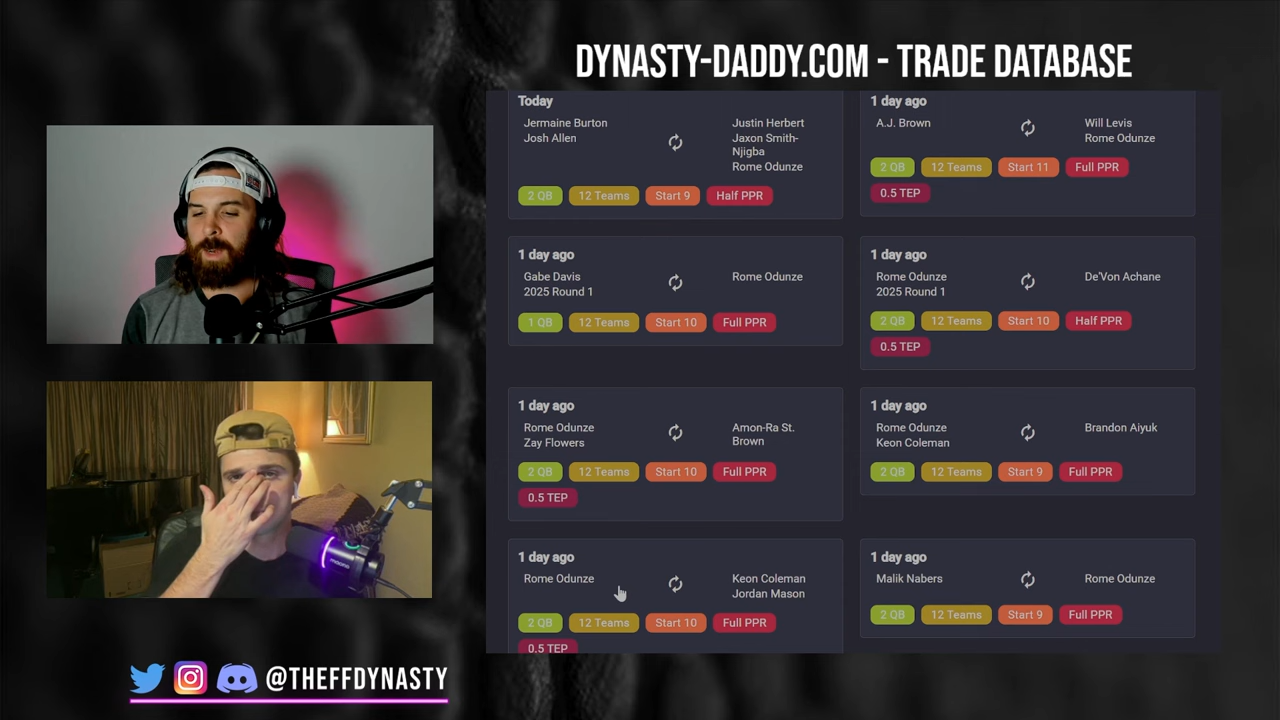 DYNASTY-DADDY.COM - TRADE DATABASE
Today
Jermaine Burton
Josh Allen
Justin Herbert
Jaxon Smith-
Njigba
Rome Odunze
2 QB
12 Teams
Start 9
Half PPR
1 day ago
A.J. Brown
Will Levis
Rome Odunze
2 QB
12 Teams
Start 11
Full PPR
0.5 TEP
1 day ago
Gabe Davis
2025 Round 1
Rome Odunze
1 QB
12 Teams
Start 10
Full PPR
1 day ago
Rome Odunze
2025 Round 1
De'Von Achane
2 QB
12 Teams
Start 10
Half PPR
0.5 TEP
1 day ago
Rome Odunze
Zay Flowers
Amon-Ra St.
Brown
2 QB
12 Teams
Start 10
Full PPR
0.5 TEP
1 day ago
Rome Odunze
Keon Coleman
Brandon Aiyuk
2 QB
12 Teams
Start 9
Full PPR
1 day ago
Rome Odunze
Keon Coleman
Jordan Mason
2 QB
12 Teams
Start 10
Full PPR
0.5 TEP
1 day ago
Malik Nabers
Rome Odunze
2 QB
12 Teams
Start 9
Full PPR
@THEFFDYNASTY